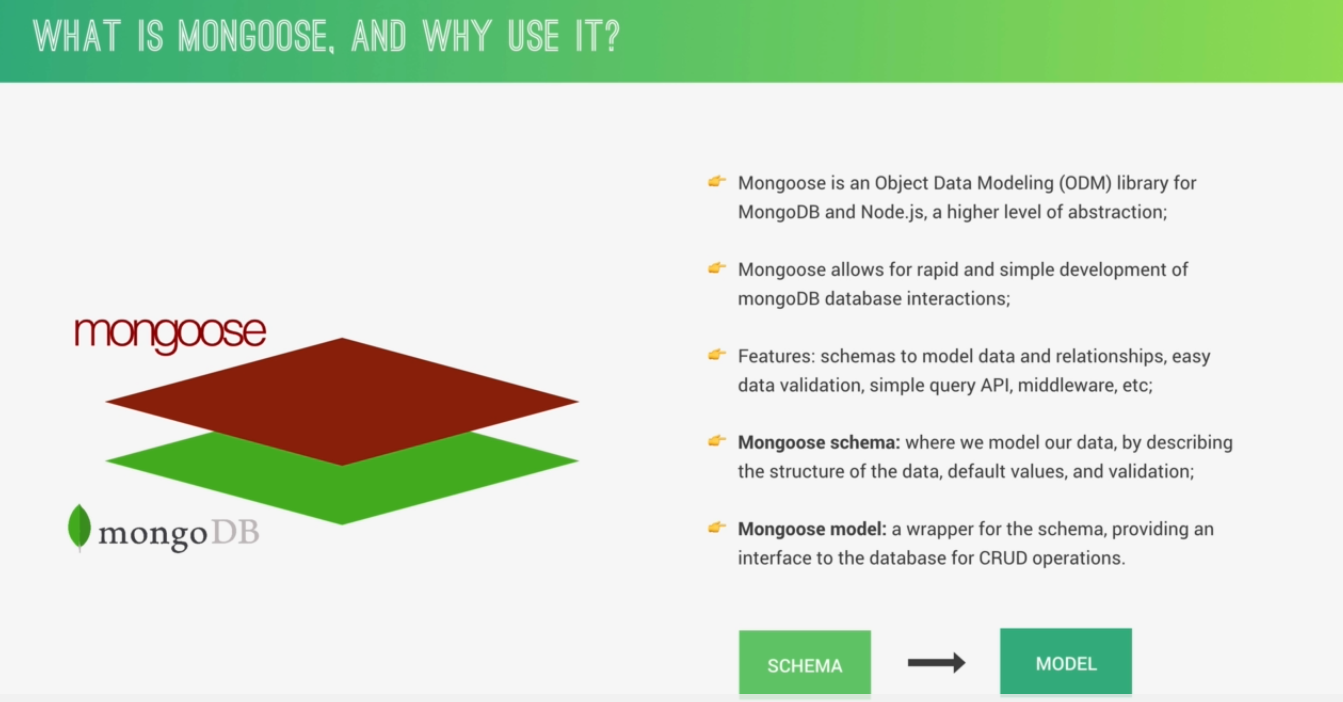 WHAT IS MONGOOSE, AND WHY USE IT?
mongoose
mongoDB
👉 Mongoose is an Object Data Modeling (ODM) library for
MongoDB and Node.js, a higher level of abstraction;
👉 Mongoose allows for rapid and simple development of
mongoDB database interactions;
👉 Features: schemas to model data and relationships, easy
data validation, simple query API, middleware, etc;
👉 Mongoose schema: where we model our data, by describing
the structure of the data, default values, and validation;
👉 Mongoose model: a wrapper for the schema, providing an
interface to the database for CRUD operations.
SCHEMA
MODEL